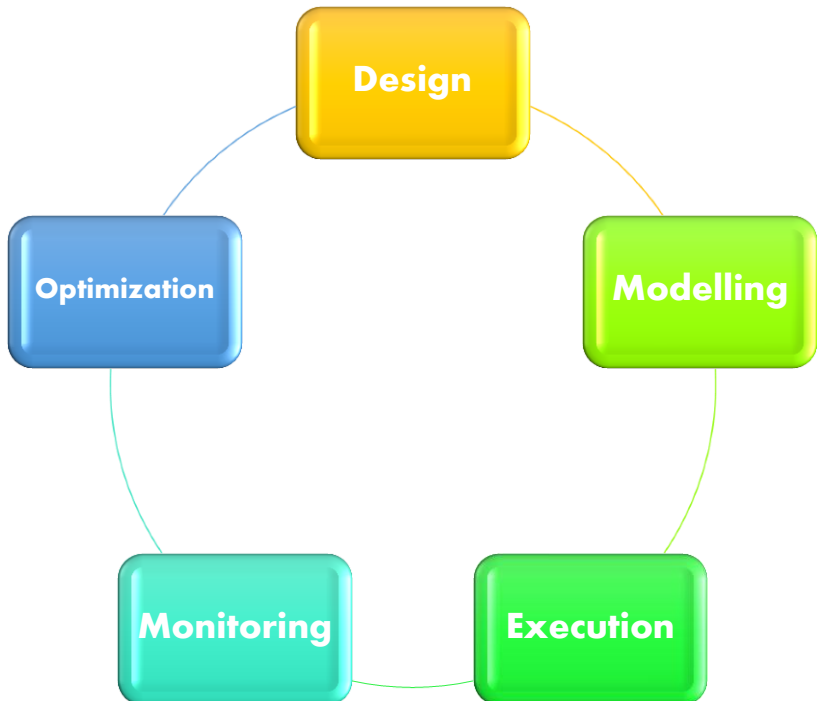 Design
Modelling
Execution
Monitoring
Optimization